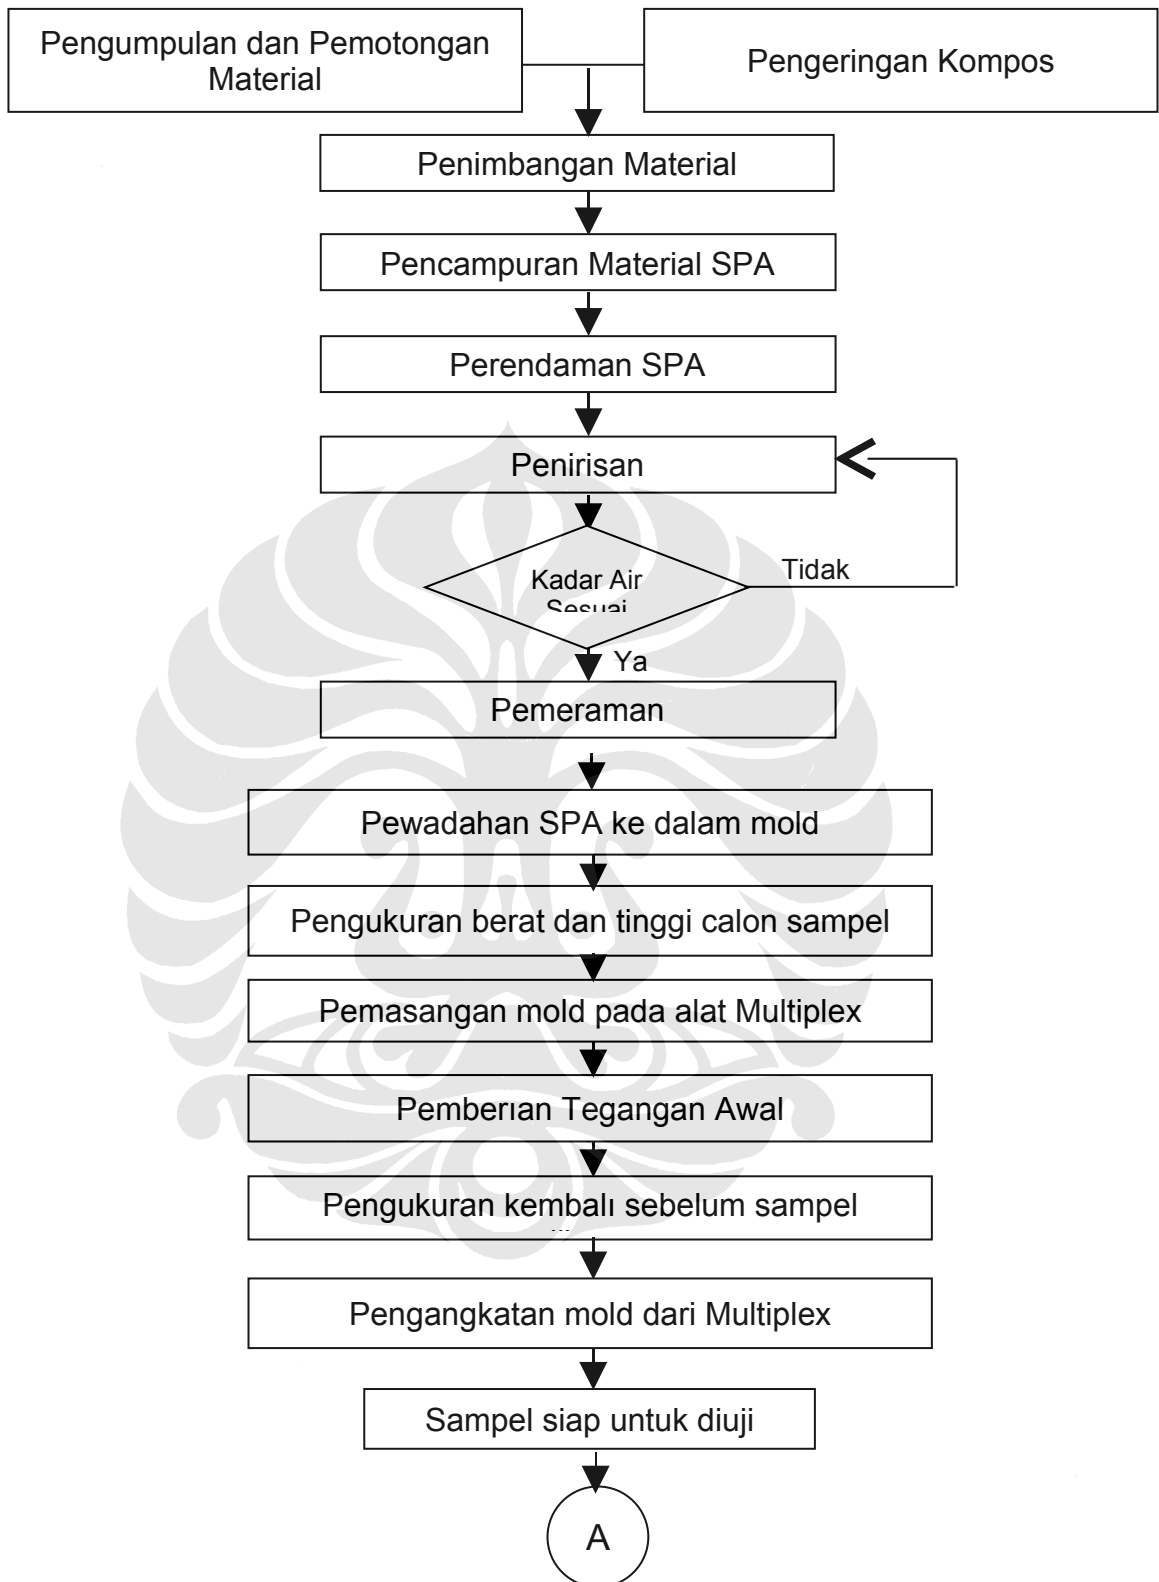 Pengumpulan dan Pemotongan
Material
Pengeringan Kompos
Penimbangan Material
Pencampuran Material SPA
Perendaman SPA
Penirisan
Kadar Air
Sesuai
Tidak
Ya
Pemeraman
Pewadahan SPA ke dalam mold
Pengukuran berat dan tinggi calon sampel
Pemasangan mold pada alat Multiplex
Pemberian Tegangan Awal
Pengukuran kembali sebelum sampel
Pengangkatan mold dari Multiplex
Sampel siap untuk diuji
A